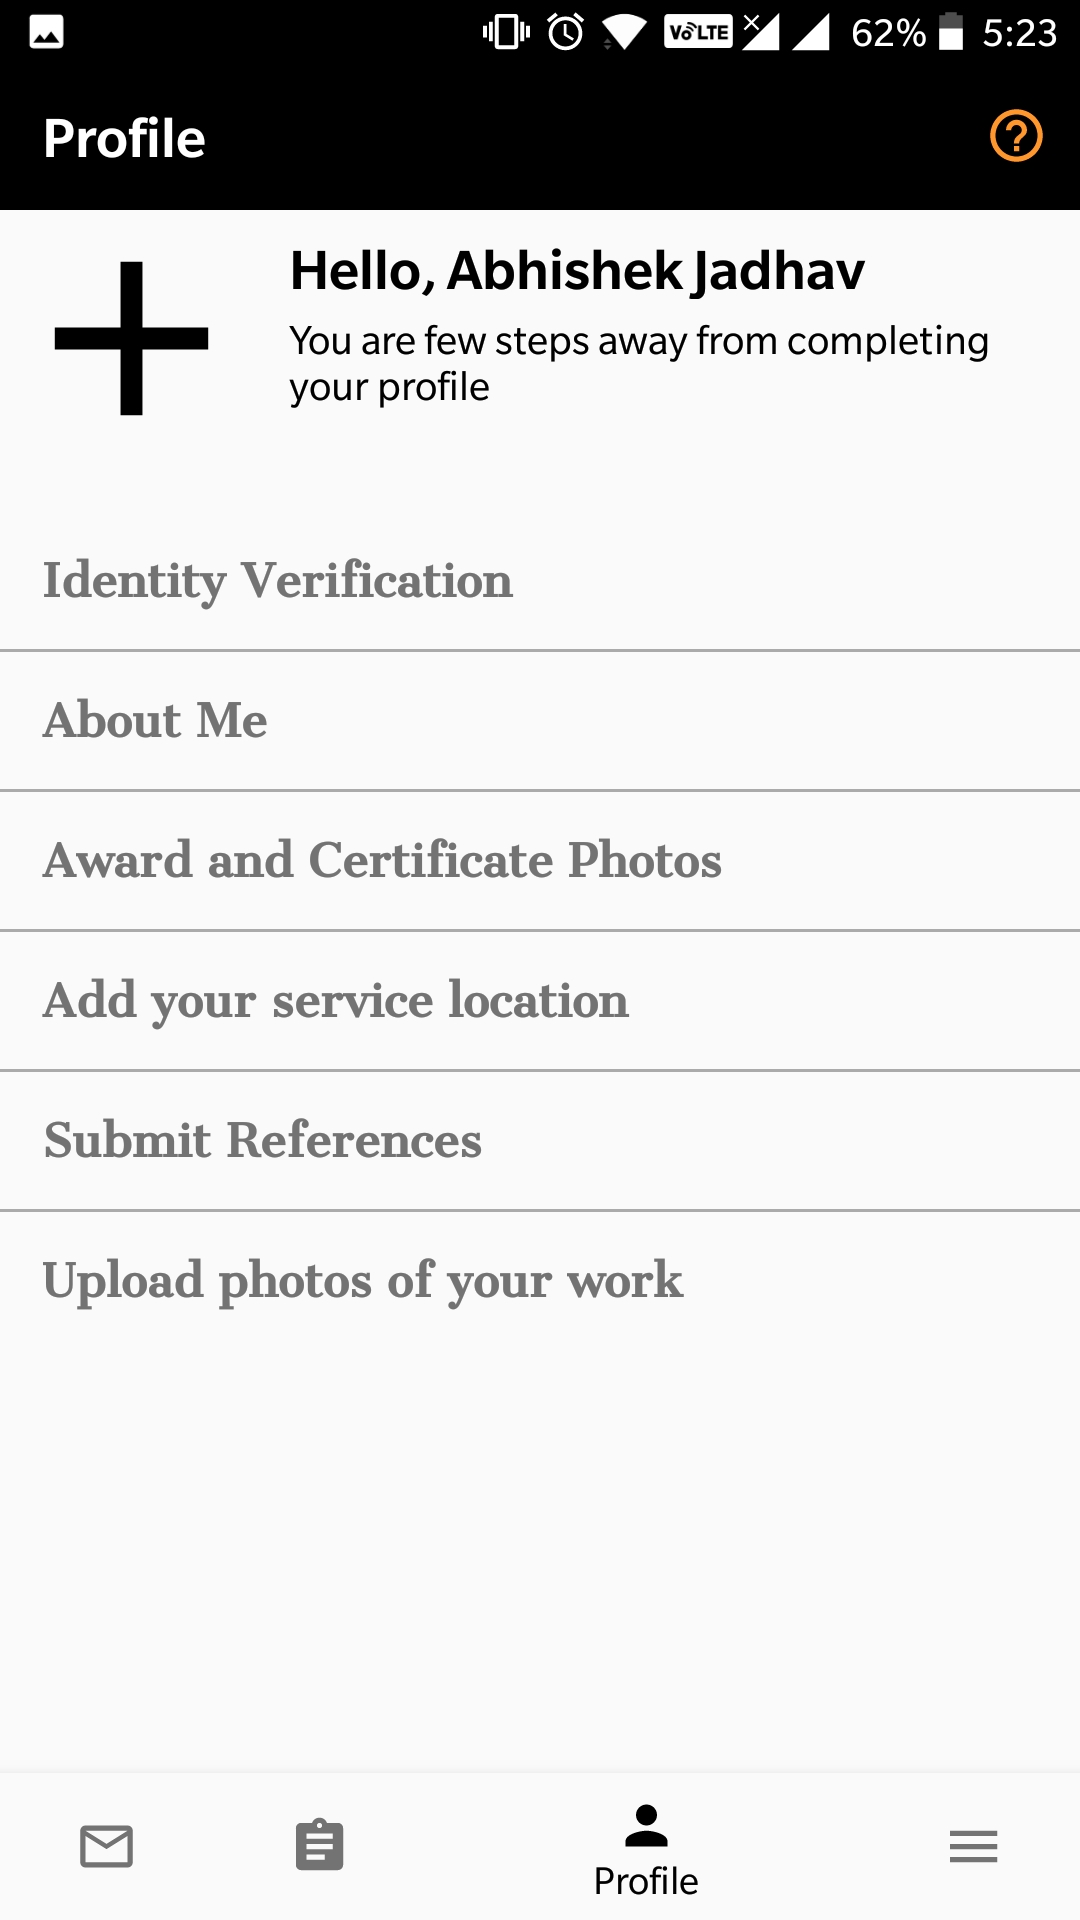 VoLTE 62% 5:23
Profile
Hello, Abhishek Jadhav
You are few steps away from completing
your profile
Identity Verification
About Me
Award and Certificate Photos
Add your service location
Submit References
Upload photos of your work
Profile